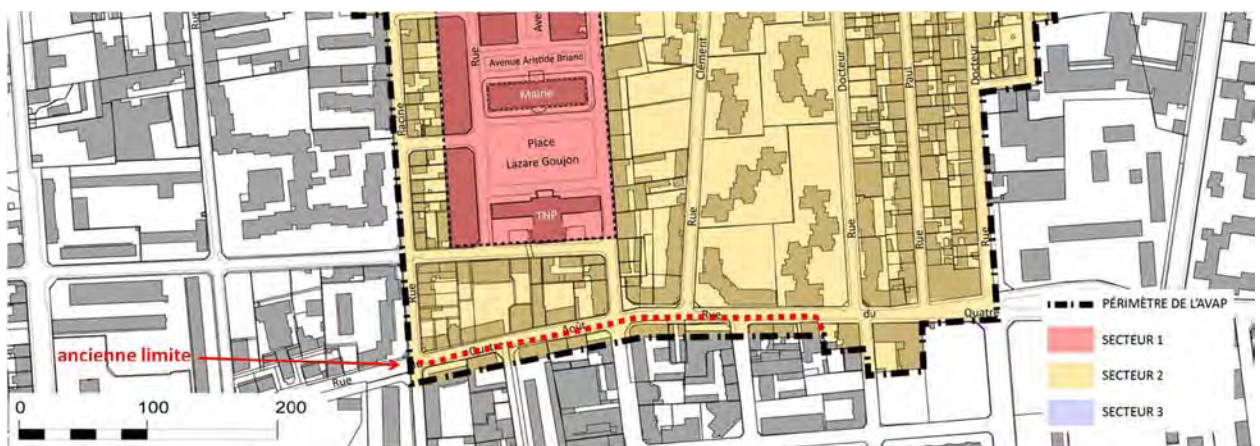 Rue
Rue
Ave
Avenue Aristide Briand
Mairie
Place
Lazare Goujon
TNP
Racine
Rue
Clément
Rue
Docteur
Rue
Paul
Rue
Docteur
Rue
Rue
Quatre
Août
Rue
du
Quatre
ancienne limite
0 100 200
PÉRIMÈTRE DE L'AVAP
SECTEUR 1
SECTEUR 2
SECTEUR 3